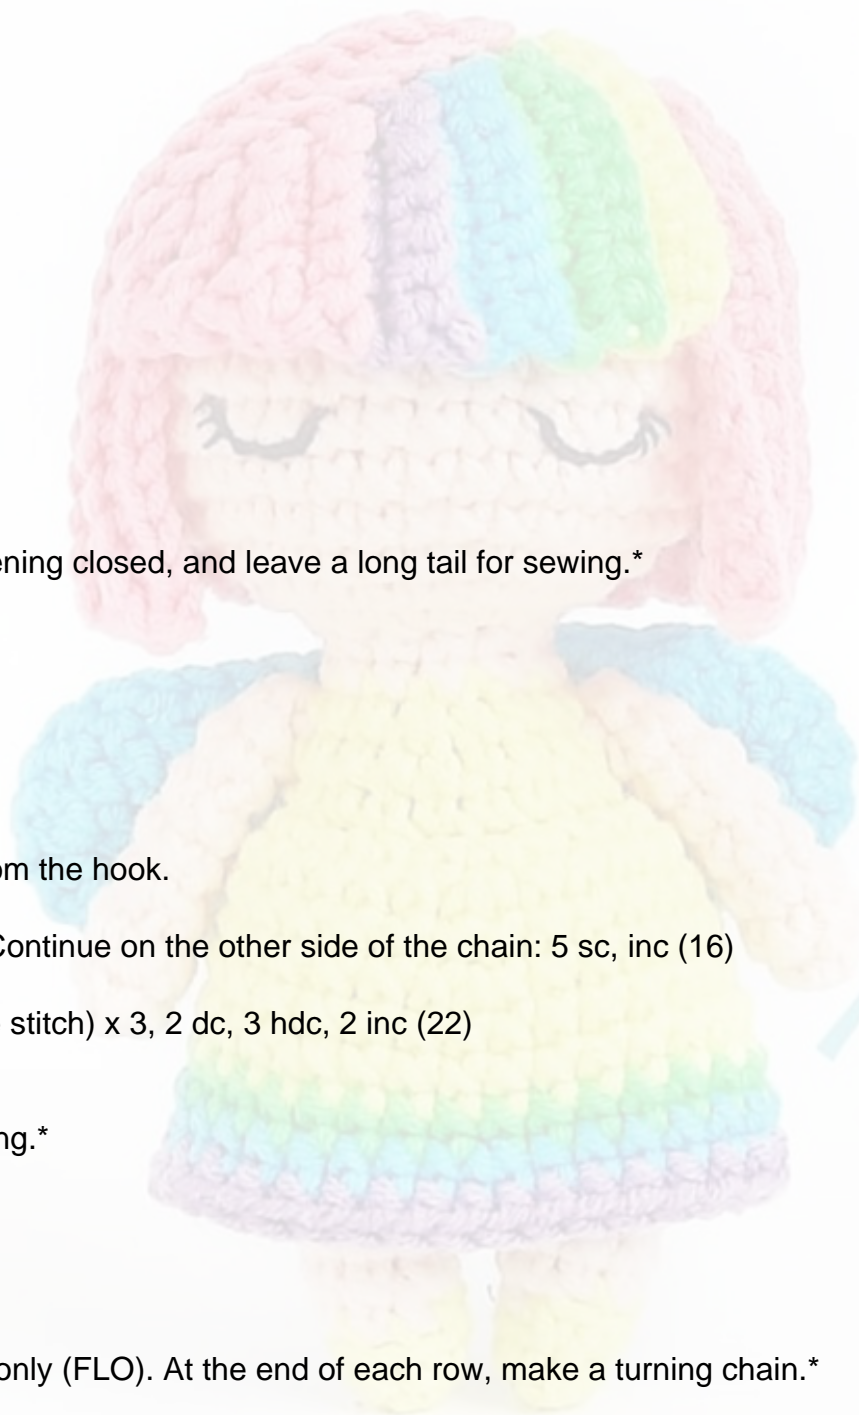 ening closed, and leave a long tail for sewing.*
om the hook.
Continue on the other side of the chain: 5 sc, inc (16)
stitch) x 3, 2 dc, 3 hdc, 2 inc (22)
ng.*
only (FLO). At the end of each row, make a turning chain.*